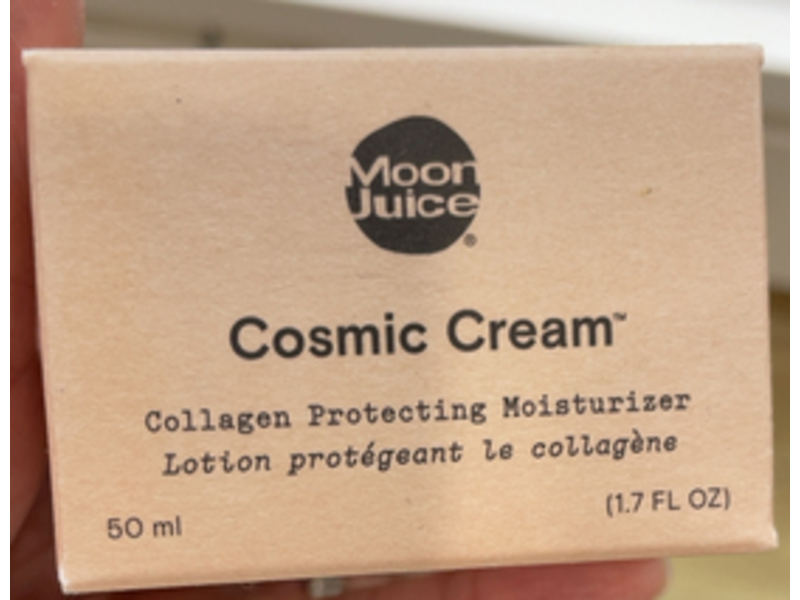 Moon
Juice
®
Cosmic Cream™
Collagen Protecting Moisturizer
Lotion protégeant le collagène
50 ml
(1.7 FL OZ)